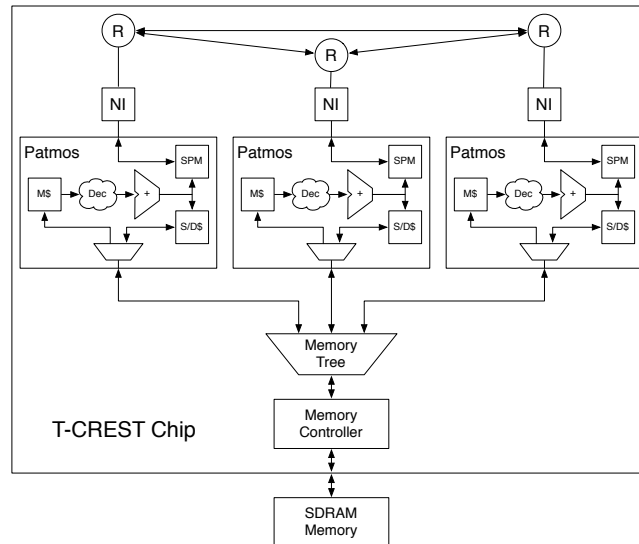 R
R
R
NI
NI
NI
Patmos
SPM
M$
Dec
+
S/D$
Patmos
SPM
M$
Dec
+
S/D$
Patmos
SPM
M$
Dec
+
S/D$
Memory
Tree
T-CREST Chip
Memory
Controller
SDRAM
Memory